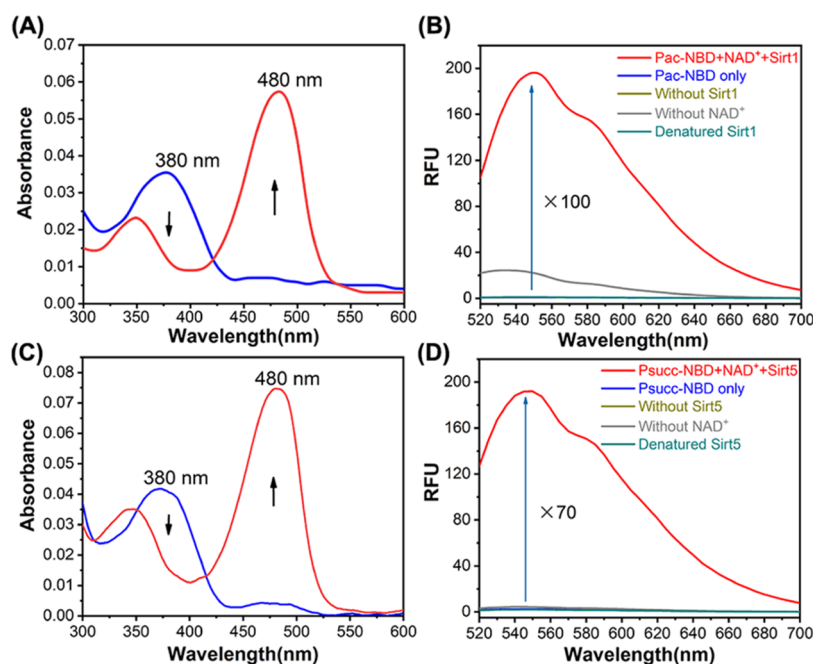 (A)
0.07
0.06
0.05
0.04
0.03
0.02
0.01
0.00
Absorbance
380 nm
480 nm
300 350 400 450 500 550 600
Wavelength(nm)
(B)
200
160
120
80
40
0
RFU
Pac-NBD+NAD⁺+Sirt1
Pac-NBD only
Without Sirt1
Without NAD⁺
Denatured Sirt1
×100
520 540 560 580 600 620 640 660 680 700
Wavelength(nm)
(C)
0.08
0.07
0.06
0.05
0.04
0.03
0.02
0.01
0.00
Absorbance
380 nm
480 nm
300 350 400 450 500 550 600
Wavelength(nm)
(D)
200
150
100
50
0
RFU
Psucc-NBD+NAD⁺+Sirt5
Psucc-NBD only
Without Sirt5
Without NAD⁺
Denatured Sirt5
×70
520 540 560 580 600 620 640 660 680 700
Wavelength(nm)